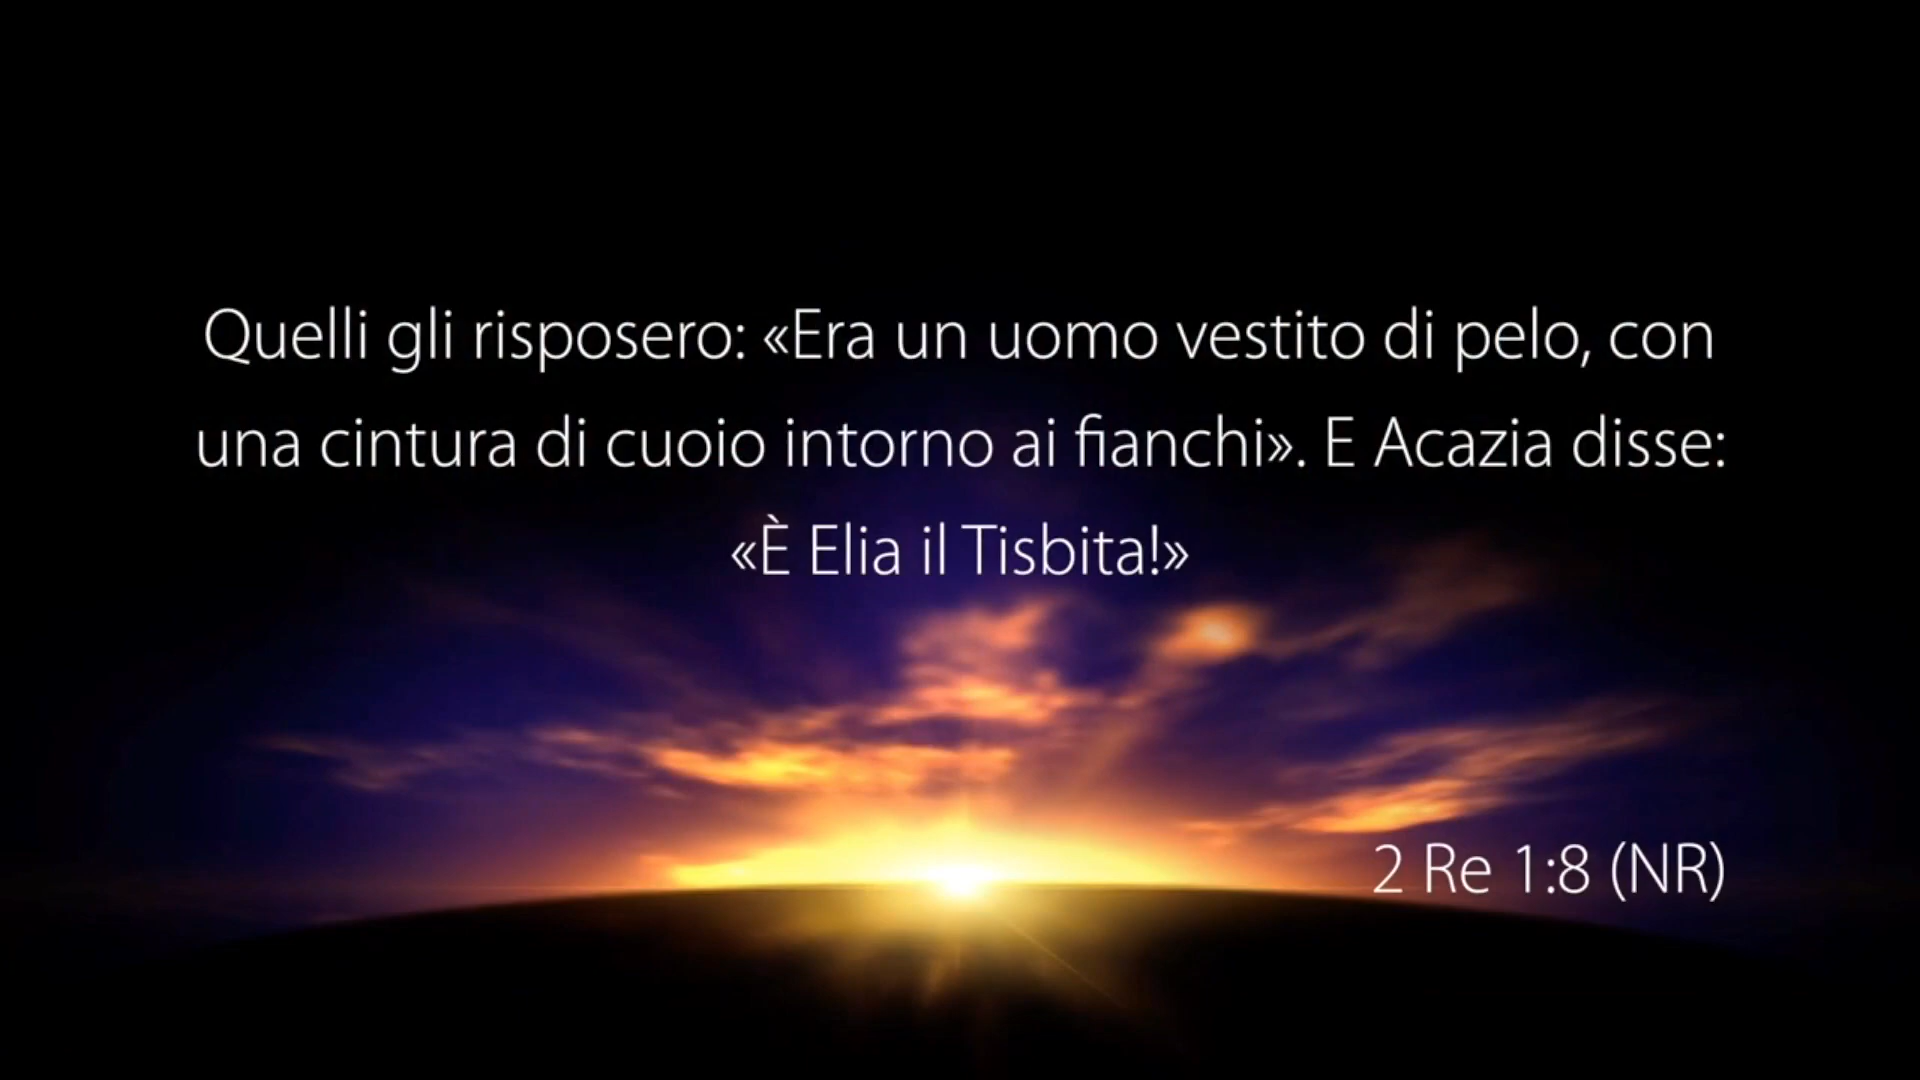 Quelli gli risposero: «Era un uomo vestito di pelo, con
una cintura di cuoio intorno ai fianchi». E Acazia disse:
«È Elia il Tisbita!»
2 Re 1:8 (NR)